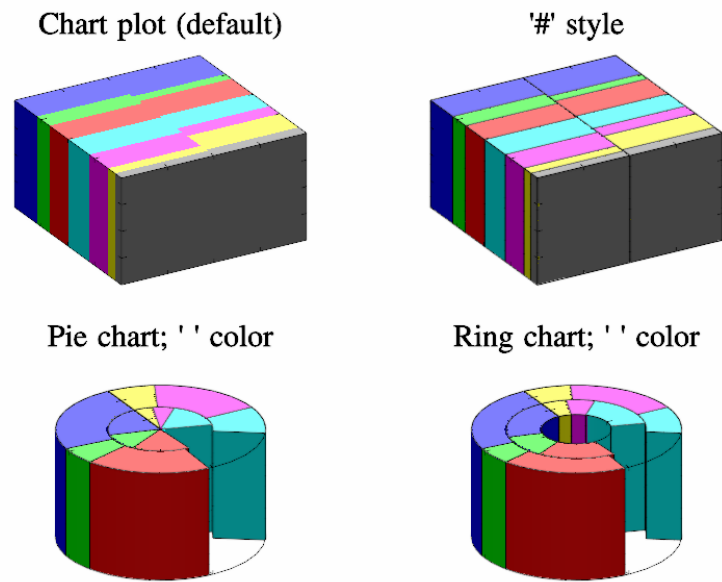 Chart plot (default)
'#' style
Pie chart; ' ' color
Ring chart; ' ' color